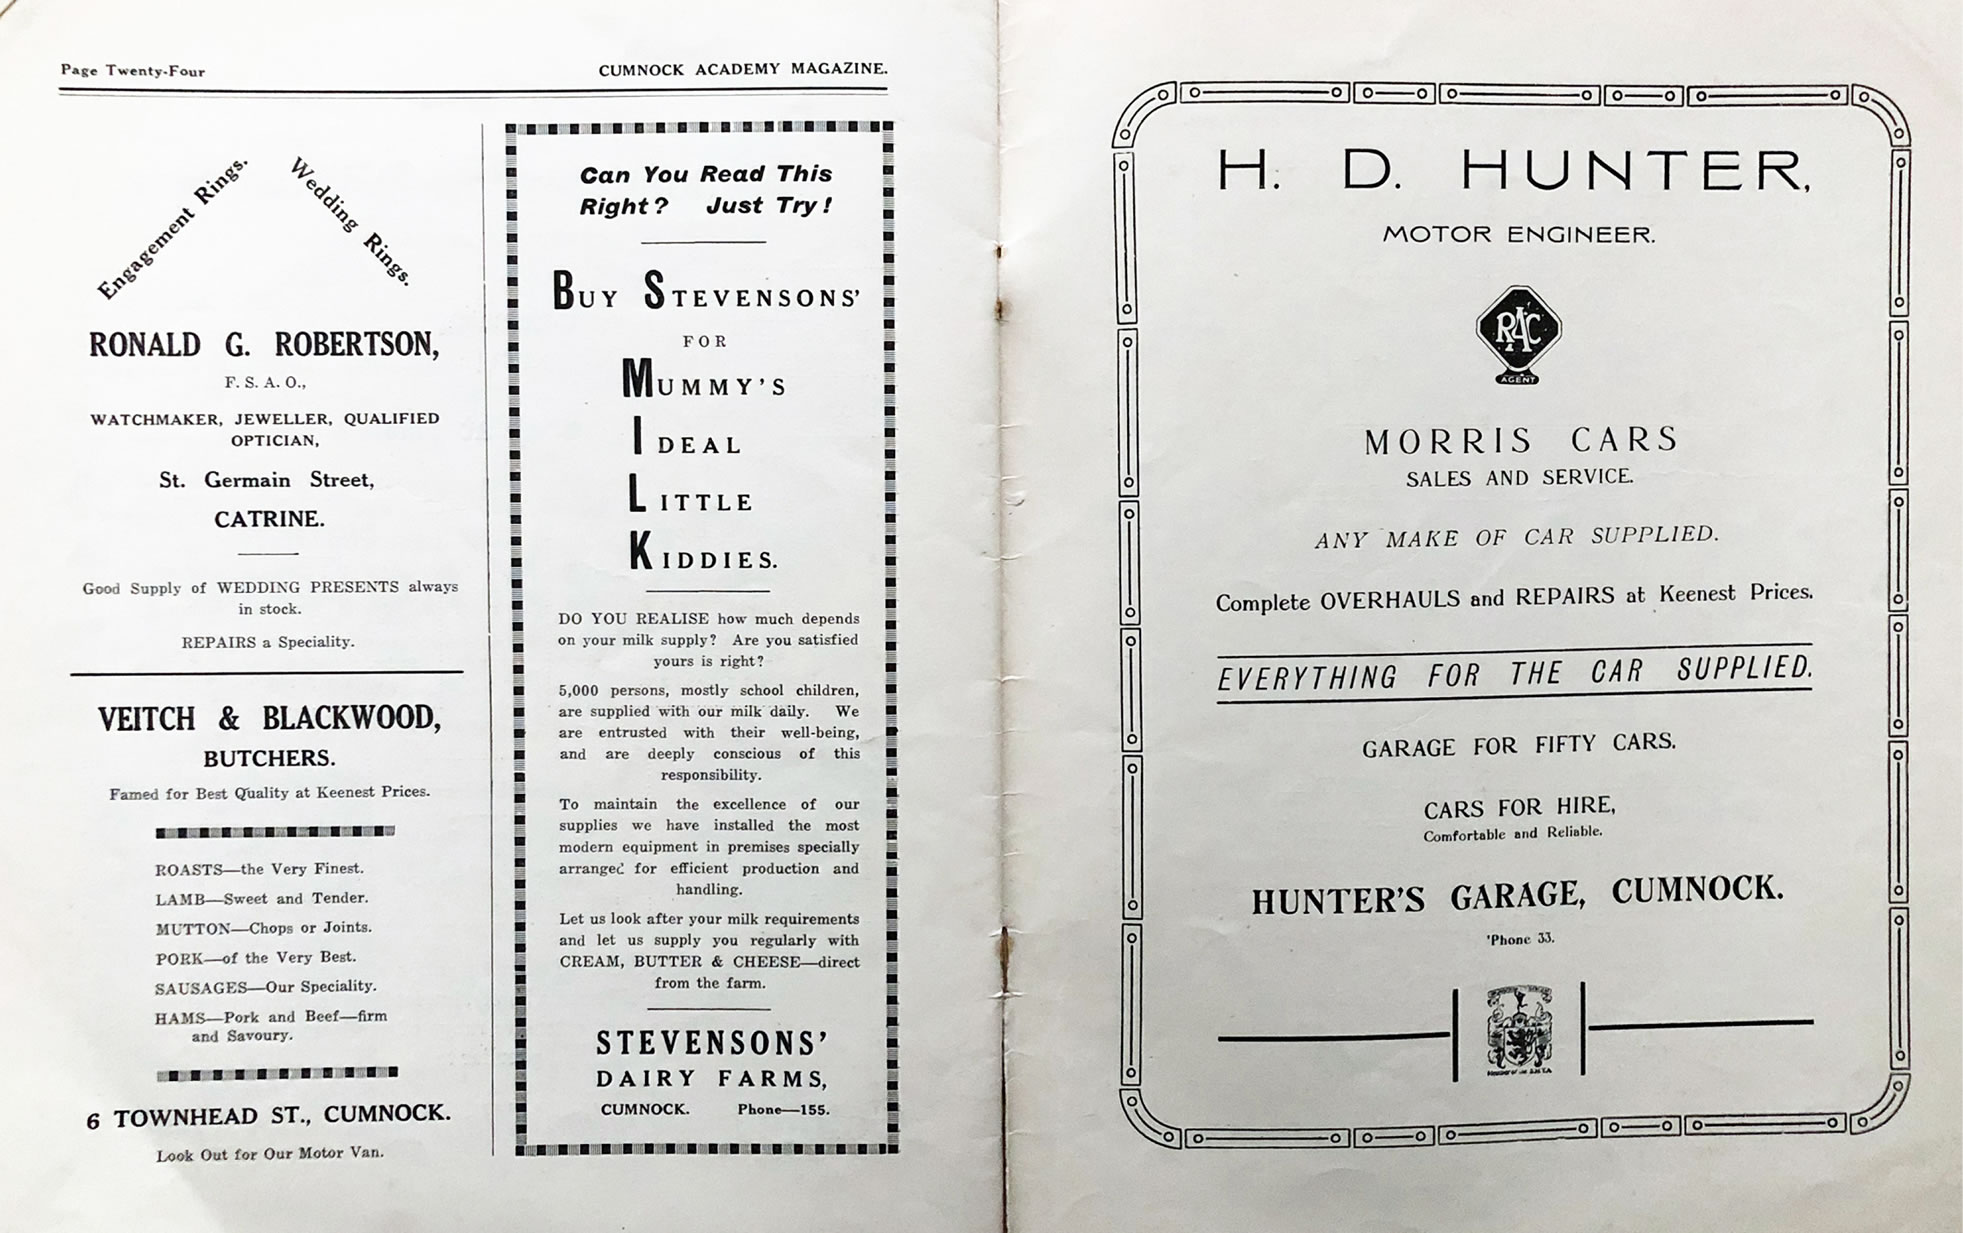 Page Twenty-Four
CUMNOCK ACADEMY MAGAZINE.
Engagement Rings.
Wedding Rings.
RONALD G. ROBERTSON,
F. S. A. O.,
WATCHMAKER, JEWELLER, QUALIFIED
OPTICIAN,
St. Germain Street,
CATRINE.
Good Supply of WEDDING PRESENTS always
in stock.
REPAIRS a Speciality.
VEITCH & BLACKWOOD,
BUTCHERS.
Famed for Best Quality at Keenest Prices.
ROASTS—the Very Finest.
LAMB—Sweet and Tender.
MUTTON—Chops or Joints.
PORK—of the Very Best.
SAUSAGES—Our Speciality.
HAMS—Pork and Beef—firm
and Savoury.
6 TOWNHEAD ST., CUMNOCK.
Look Out for Our Motor Van.
Can You Read This
Right? Just Try!
BUY STEVENSONS'
FOR
MUMMY'S
IDEAL
LITTLE
KIDDIES.
DO YOU REALISE how much depends
on your milk supply? Are you satisfied
yours is right?
5,000 persons, mostly school children,
are supplied with our milk daily. We
are entrusted with their well-being,
and are deeply conscious of this
responsibility.
To maintain the excellence of our
supplies we have installed the most
modern equipment in premises specially
arranged for efficient production and
handling.
Let us look after your milk requirements
and let us supply you regularly with
CREAM, BUTTER & CHEESE—direct
from the farm.
STEVENSONS'
DAIRY FARMS,
CUMNOCK. Phone—155.
H. D. HUNTER,
MOTOR ENGINEER.
RAC
AGENT
MORRIS CARS
SALES AND SERVICE.
ANY MAKE OF CAR SUPPLIED.
Complete OVERHAULS and REPAIRS at Keenest Prices.
EVERYTHING FOR THE CAR SUPPLIED.
GARAGE FOR FIFTY CARS.
CARS FOR HIRE,
Comfortable and Reliable.
HUNTER'S GARAGE, CUMNOCK.
'Phone 33.